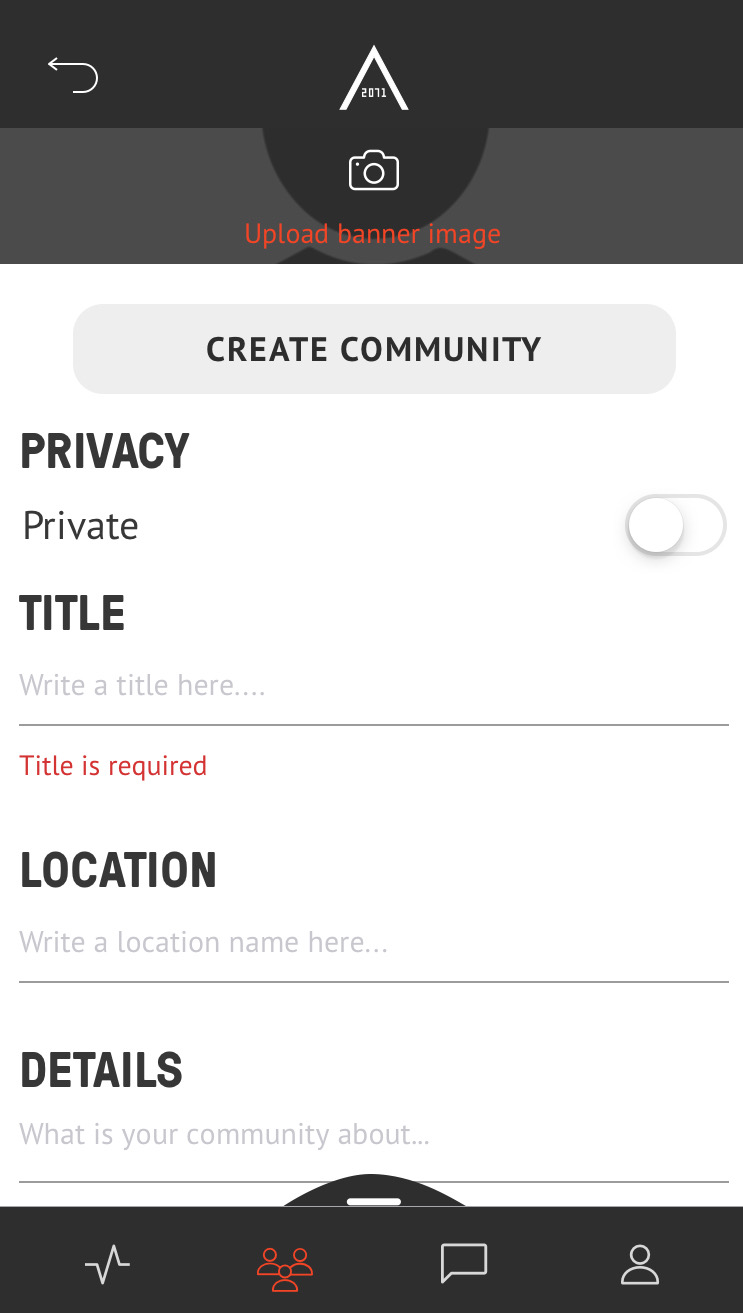 2071
Upload banner image
CREATE COMMUNITY
PRIVACY
Private
TITLE
Write a title here....
Title is required
LOCATION
Write a location name here...
DETAILS
What is your community about...